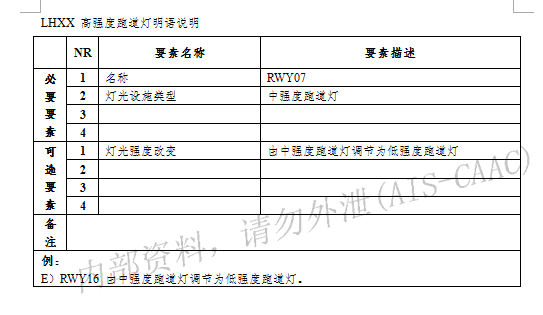 LHXX 高强度跑道灯明语说明
NR 要素名称 要素描述
必要要素 1 名称 RWY07
2 灯光设施类型 中强度跑道灯
3
4
可选要素 1 灯光强度改变 由中强度跑道灯调节为低强度跑道灯
2
3
4
备注
例：
E）RWY16 由中强度跑道灯调节为低强度跑道灯。
内部资料，请勿外泄(AIS-CAAC)